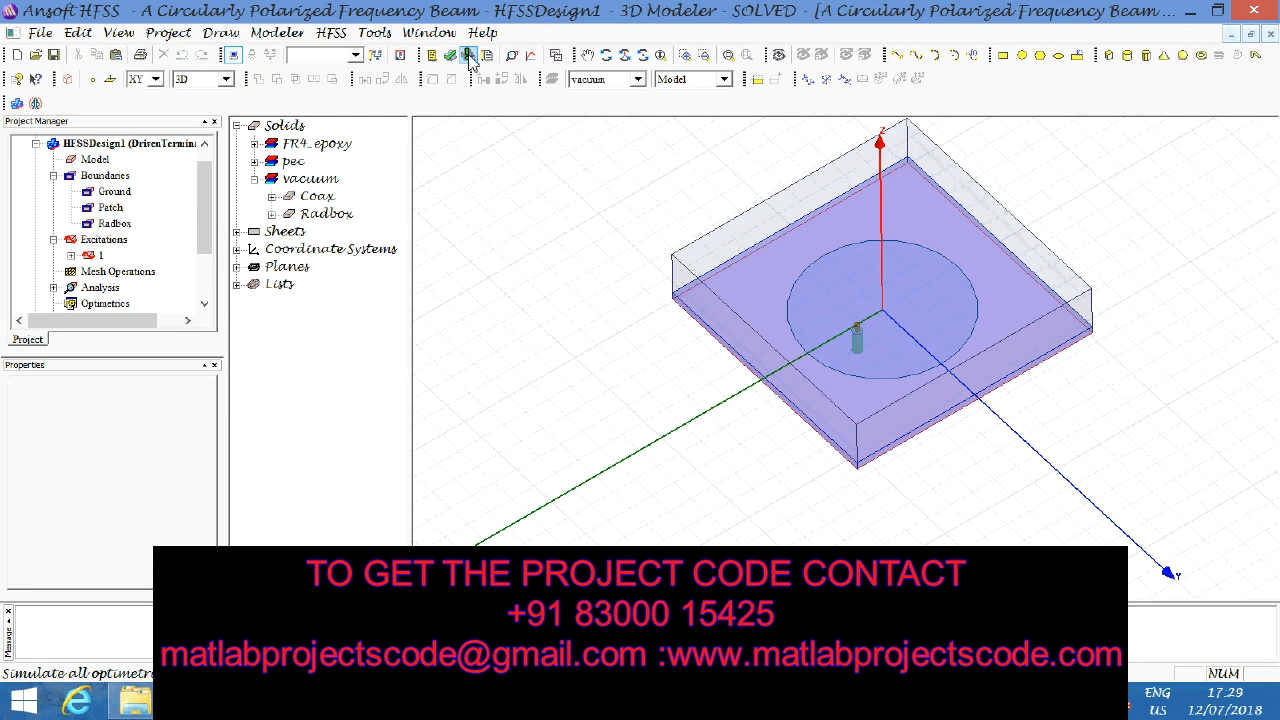 Ansoft HFSS - A Circularly Polarized Frequency Beam - HFSSDesign1 - 3D Modeler - SOLVED - [A Circularly Polarized Frequency Beam ...
File Edit View Project Draw Modeler HFSS Tools Window Help
XY 3D vacuum Model
Project Manager
HFSSDesign1 (DrivenTermin
Model
Boundaries
Ground
Patch
Radbox
Excitations
1
Mesh Operations
Analysis
Optimetrics
Project
Properties
Solids
FR4_epoxy
pec
vacuum
Coax
Radbox
Sheets
Coordinate Systems
Planes
Lists
Z
Y
TO GET THE PROJECT CODE CONTACT
+91 83000 15425
matlabprojectscode@gmail.com :www.matlabprojectscode.com
Message
Simulate all optimetri
NUM
ENG
US
17.29
12/07/2018